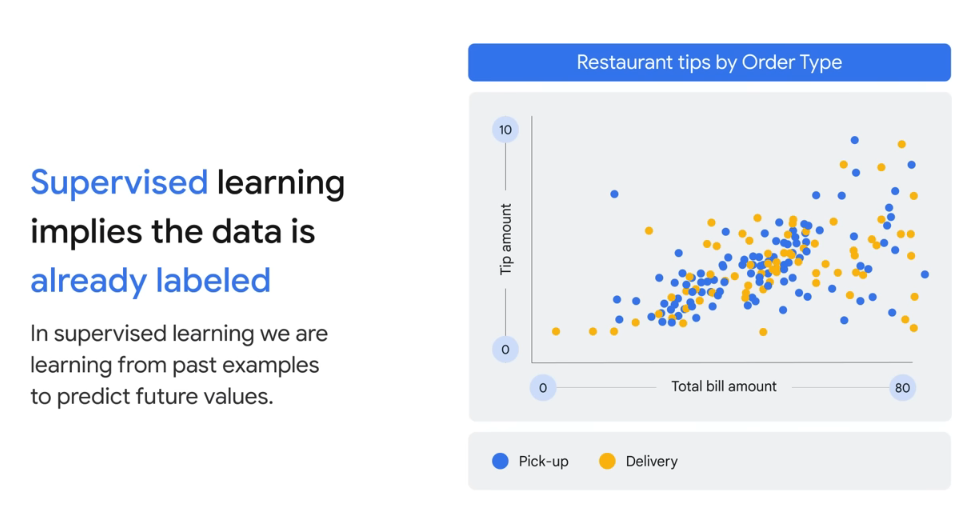 Supervised learning
implies the data is
already labeled
In supervised learning we are
learning from past examples
to predict future values.
Restaurant tips by Order Type
10
Tip amount
0
0
Total bill amount
80
Pick-up
Delivery